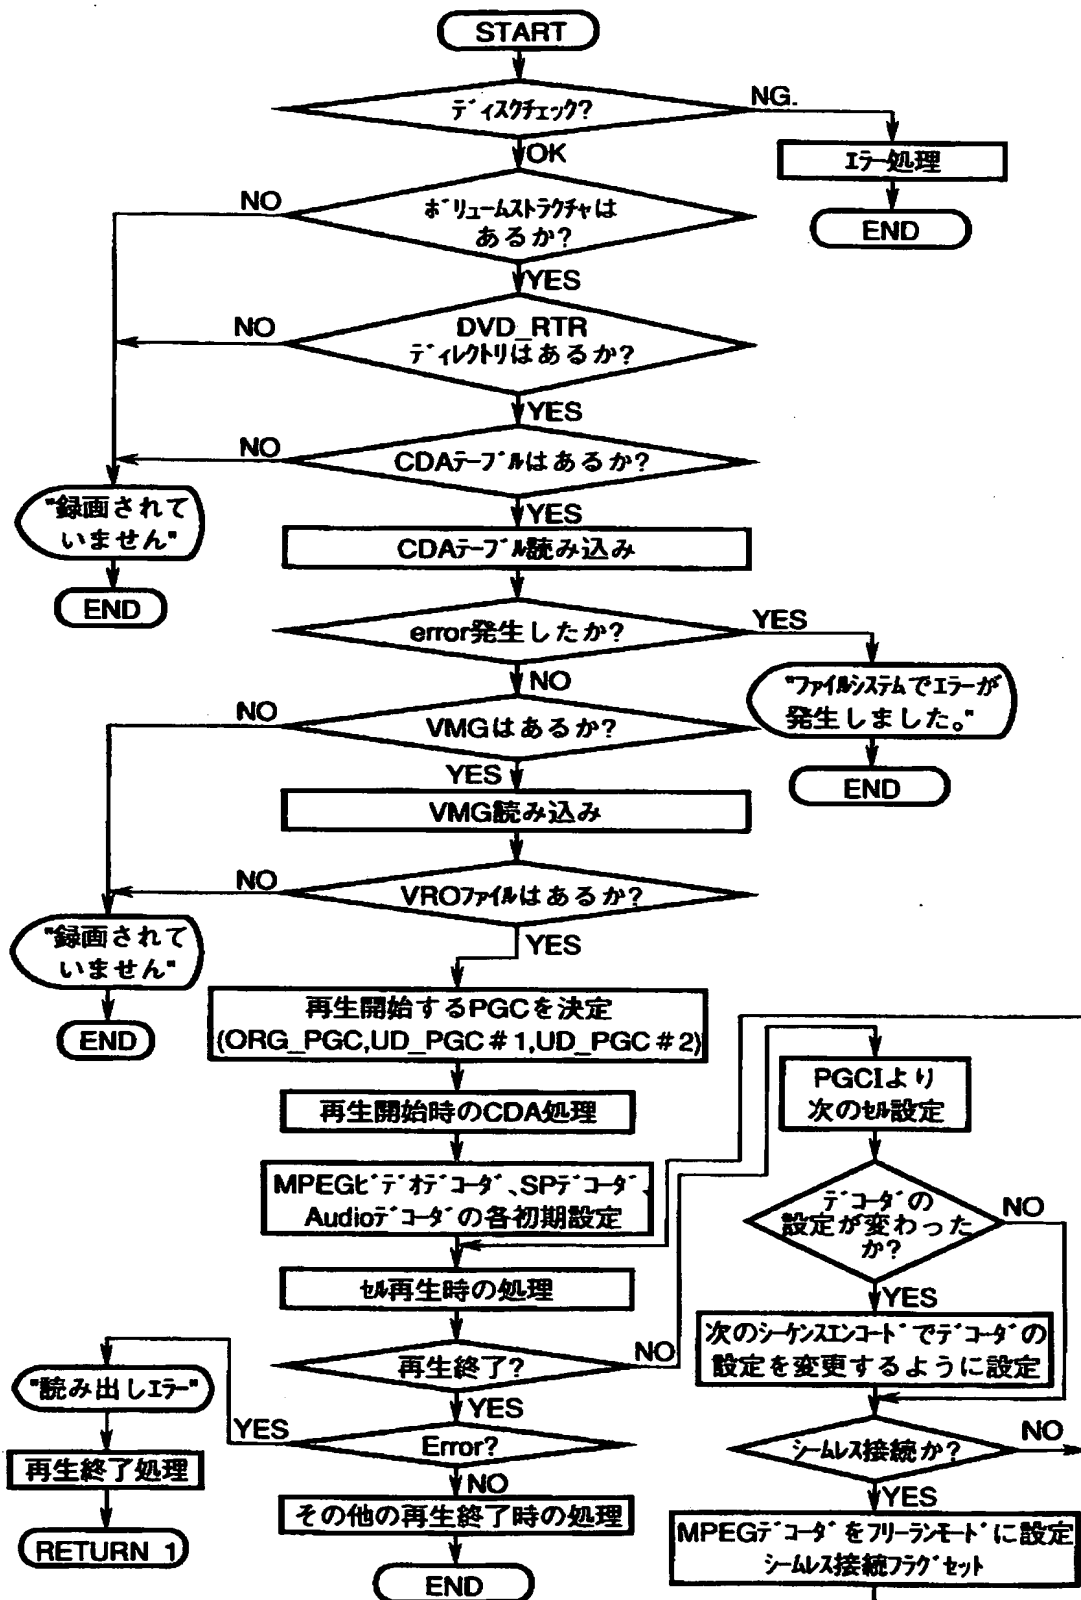 START
ディスクチェック?
NG.
OK
エラー処理
END
NO
ボリュームストラクチャは
あるか?
YES
NO
DVD_RTR
ディレクトリはあるか?
YES
NO
CDAテーブルはあるか?
YES
"録画されて
いません"
END
CDAテーブル読み込み
error発生したか?
YES
NO
"ファイルシステムでエラーが
発生しました。"
END
NO
VMGはあるか?
YES
VMG読み込み
NO
VROファイルはあるか?
YES
"録画されて
いません"
END
再生開始するPGCを決定
(ORG_PGC,UD_PGC#1,UD_PGC#2)
再生開始時のCDA処理
MPEGビデオデコーダ、SPデコーダ、
Audioデコーダの各初期設定
セル再生時の処理
再生終了?
NO
YES
Error?
YES
NO
"読み出しエラー"
再生終了処理
RETURN 1
その他の再生終了時の処理
END
PGCIより
次のセル設定
デコーダの
設定が変わった
か?
NO
YES
次のシーケンスエンコードでデコーダの
設定を変更するように設定
シームレス接続か?
NO
YES
MPEGデコーダをフリーランモードに設定
シームレス接続フラグセット